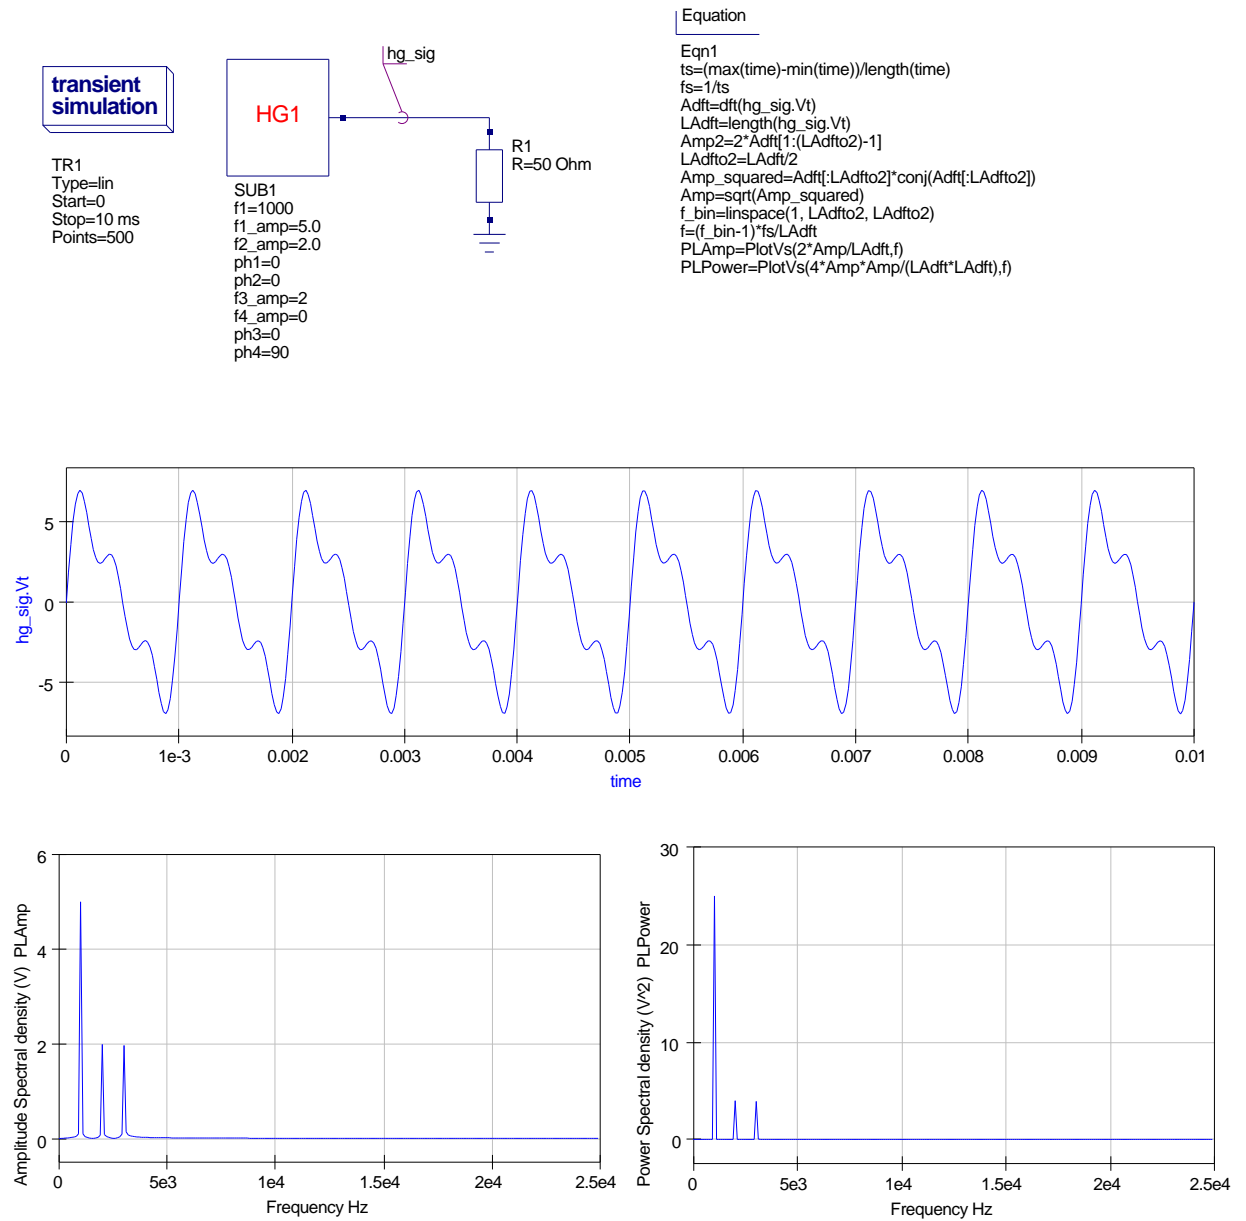 transient
simulation
TR1
Type=lin
Start=0
Stop=10 ms
Points=500
HG1
SUB1
f1=1000
f1_amp=5.0
f2_amp=2.0
ph1=0
ph2=0
f3_amp=2
f4_amp=0
ph3=0
ph4=90
hg_sig
R1
R=50 Ohm
Equation
Eqn1
ts=(max(time)-min(time))/length(time)
fs=1/ts
Adft=dft(hg_sig.Vt)
LAdft=length(hg_sig.Vt)
Amp2=2*Adft[1:(LAdfto2)-1]
LAdfto2=LAdft/2
Amp_squared=Adft[:LAdfto2]*conj(Adft[:LAdfto2])
Amp=sqrt(Amp_squared)
f_bin=linspace(1, LAdfto2, LAdfto2)
f=(f_bin-1)*fs/LAdft
PLAmp=PlotVs(2*Amp/LAdft,f)
PLPower=PlotVs(4*Amp*Amp/(LAdft*LAdft),f)
hg_sig.Vt
5
0
-5
0 1e-3 0.002 0.003 0.004 0.005 0.006 0.007 0.008 0.009 0.01
time
Amplitude Spectral density (V) PLAmp
6
4
2
0
0 5e3 1e4 1.5e4 2e4 2.5e4
Frequency Hz
Power Spectral density (V^2) PLPower
30
20
10
0
0 5e3 1e4 1.5e4 2e4 2.5e4
Frequency Hz